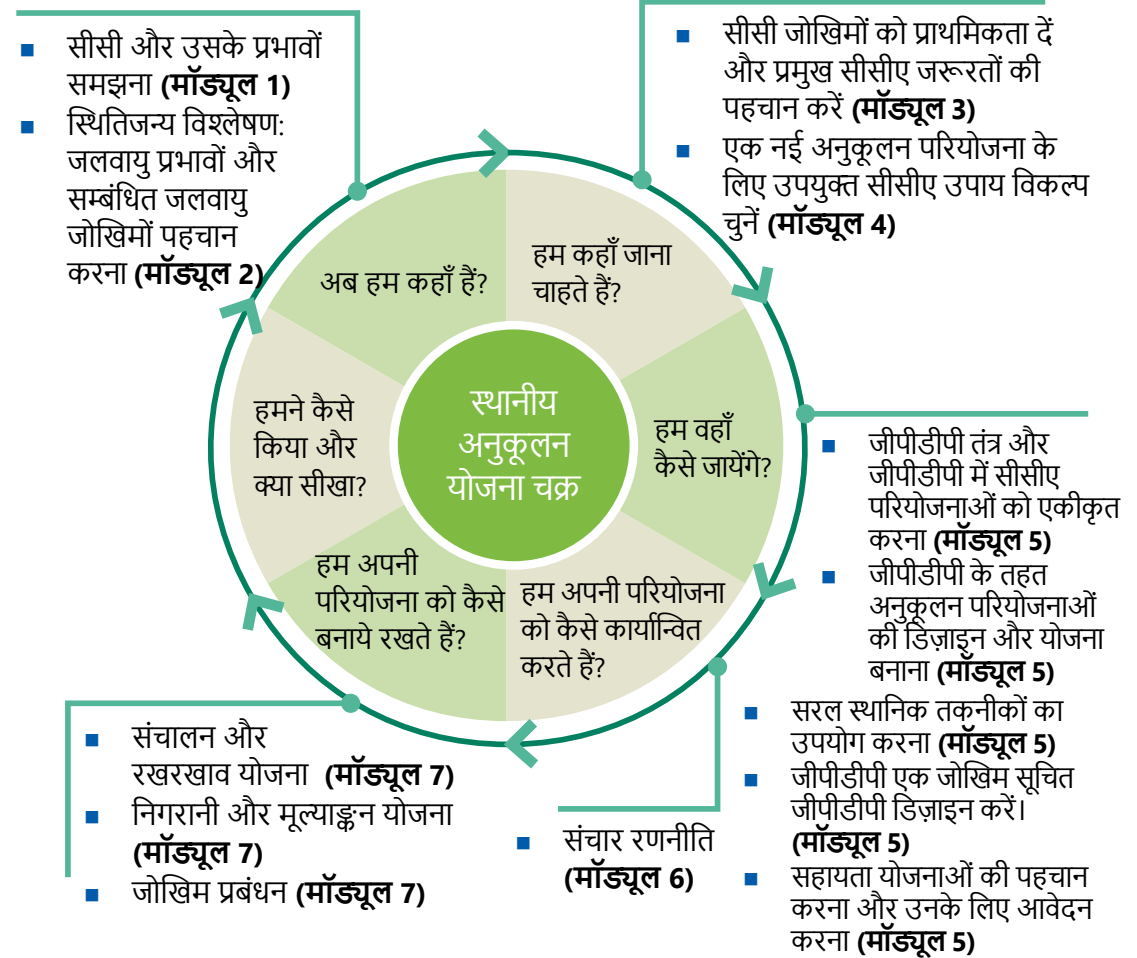 सीसी और उसके प्रभावों
समझना (मॉड्यूल 1)
स्थितिजन्य विश्लेषण:
जलवायु प्रभावों और
सम्बंधित जलवायु
जोखिमों पहचान
करना (मॉड्यूल 2)
सीसी जोखिमों को प्राथमिकता दें
और प्रमुख सीसीए जरूरतों की
पहचान करें (मॉड्यूल 3)
एक नई अनुकूलन परियोजना के
लिए उपयुक्त सीसीए उपाय विकल्प
चुनें (मॉड्यूल 4)
अब हम कहाँ हैं?
हम कहाँ जाना
चाहते हैं?
हम वहाँ
कैसे जायेंगे?
हम अपनी परियोजना
को कैसे कार्यान्वित
करते हैं?
हम अपनी
परियोजना को कैसे
बनाये रखते हैं?
हमने कैसे
किया और
क्या सीखा?
स्थानीय
अनुकूलन
योजना चक्र
जीपीडीपी तंत्र और
जीपीडीपी में सीसीए
परियोजनाओं को एकीकृत
करना (मॉड्यूल 5)
जीपीडीपी के तहत
अनुकूलन परियोजनाओं
की डिज़ाइन और योजना
बनाना (मॉड्यूल 5)
सरल स्थानिक तकनीकों का
उपयोग करना (मॉड्यूल 5)
जीपीडीपी एक जोखिम सूचित
जीपीडीपी डिज़ाइन करें।
(मॉड्यूल 5)
सहायता योजनाओं की पहचान
करना और उनके लिए आवेदन
करना (मॉड्यूल 5)
संचार रणनीति
(मॉड्यूल 6)
संचालन और
रखरखाव योजना (मॉड्यूल 7)
निगरानी और मूल्याङ्कन योजना
(मॉड्यूल 7)
जोखिम प्रबंधन (मॉड्यूल 7)